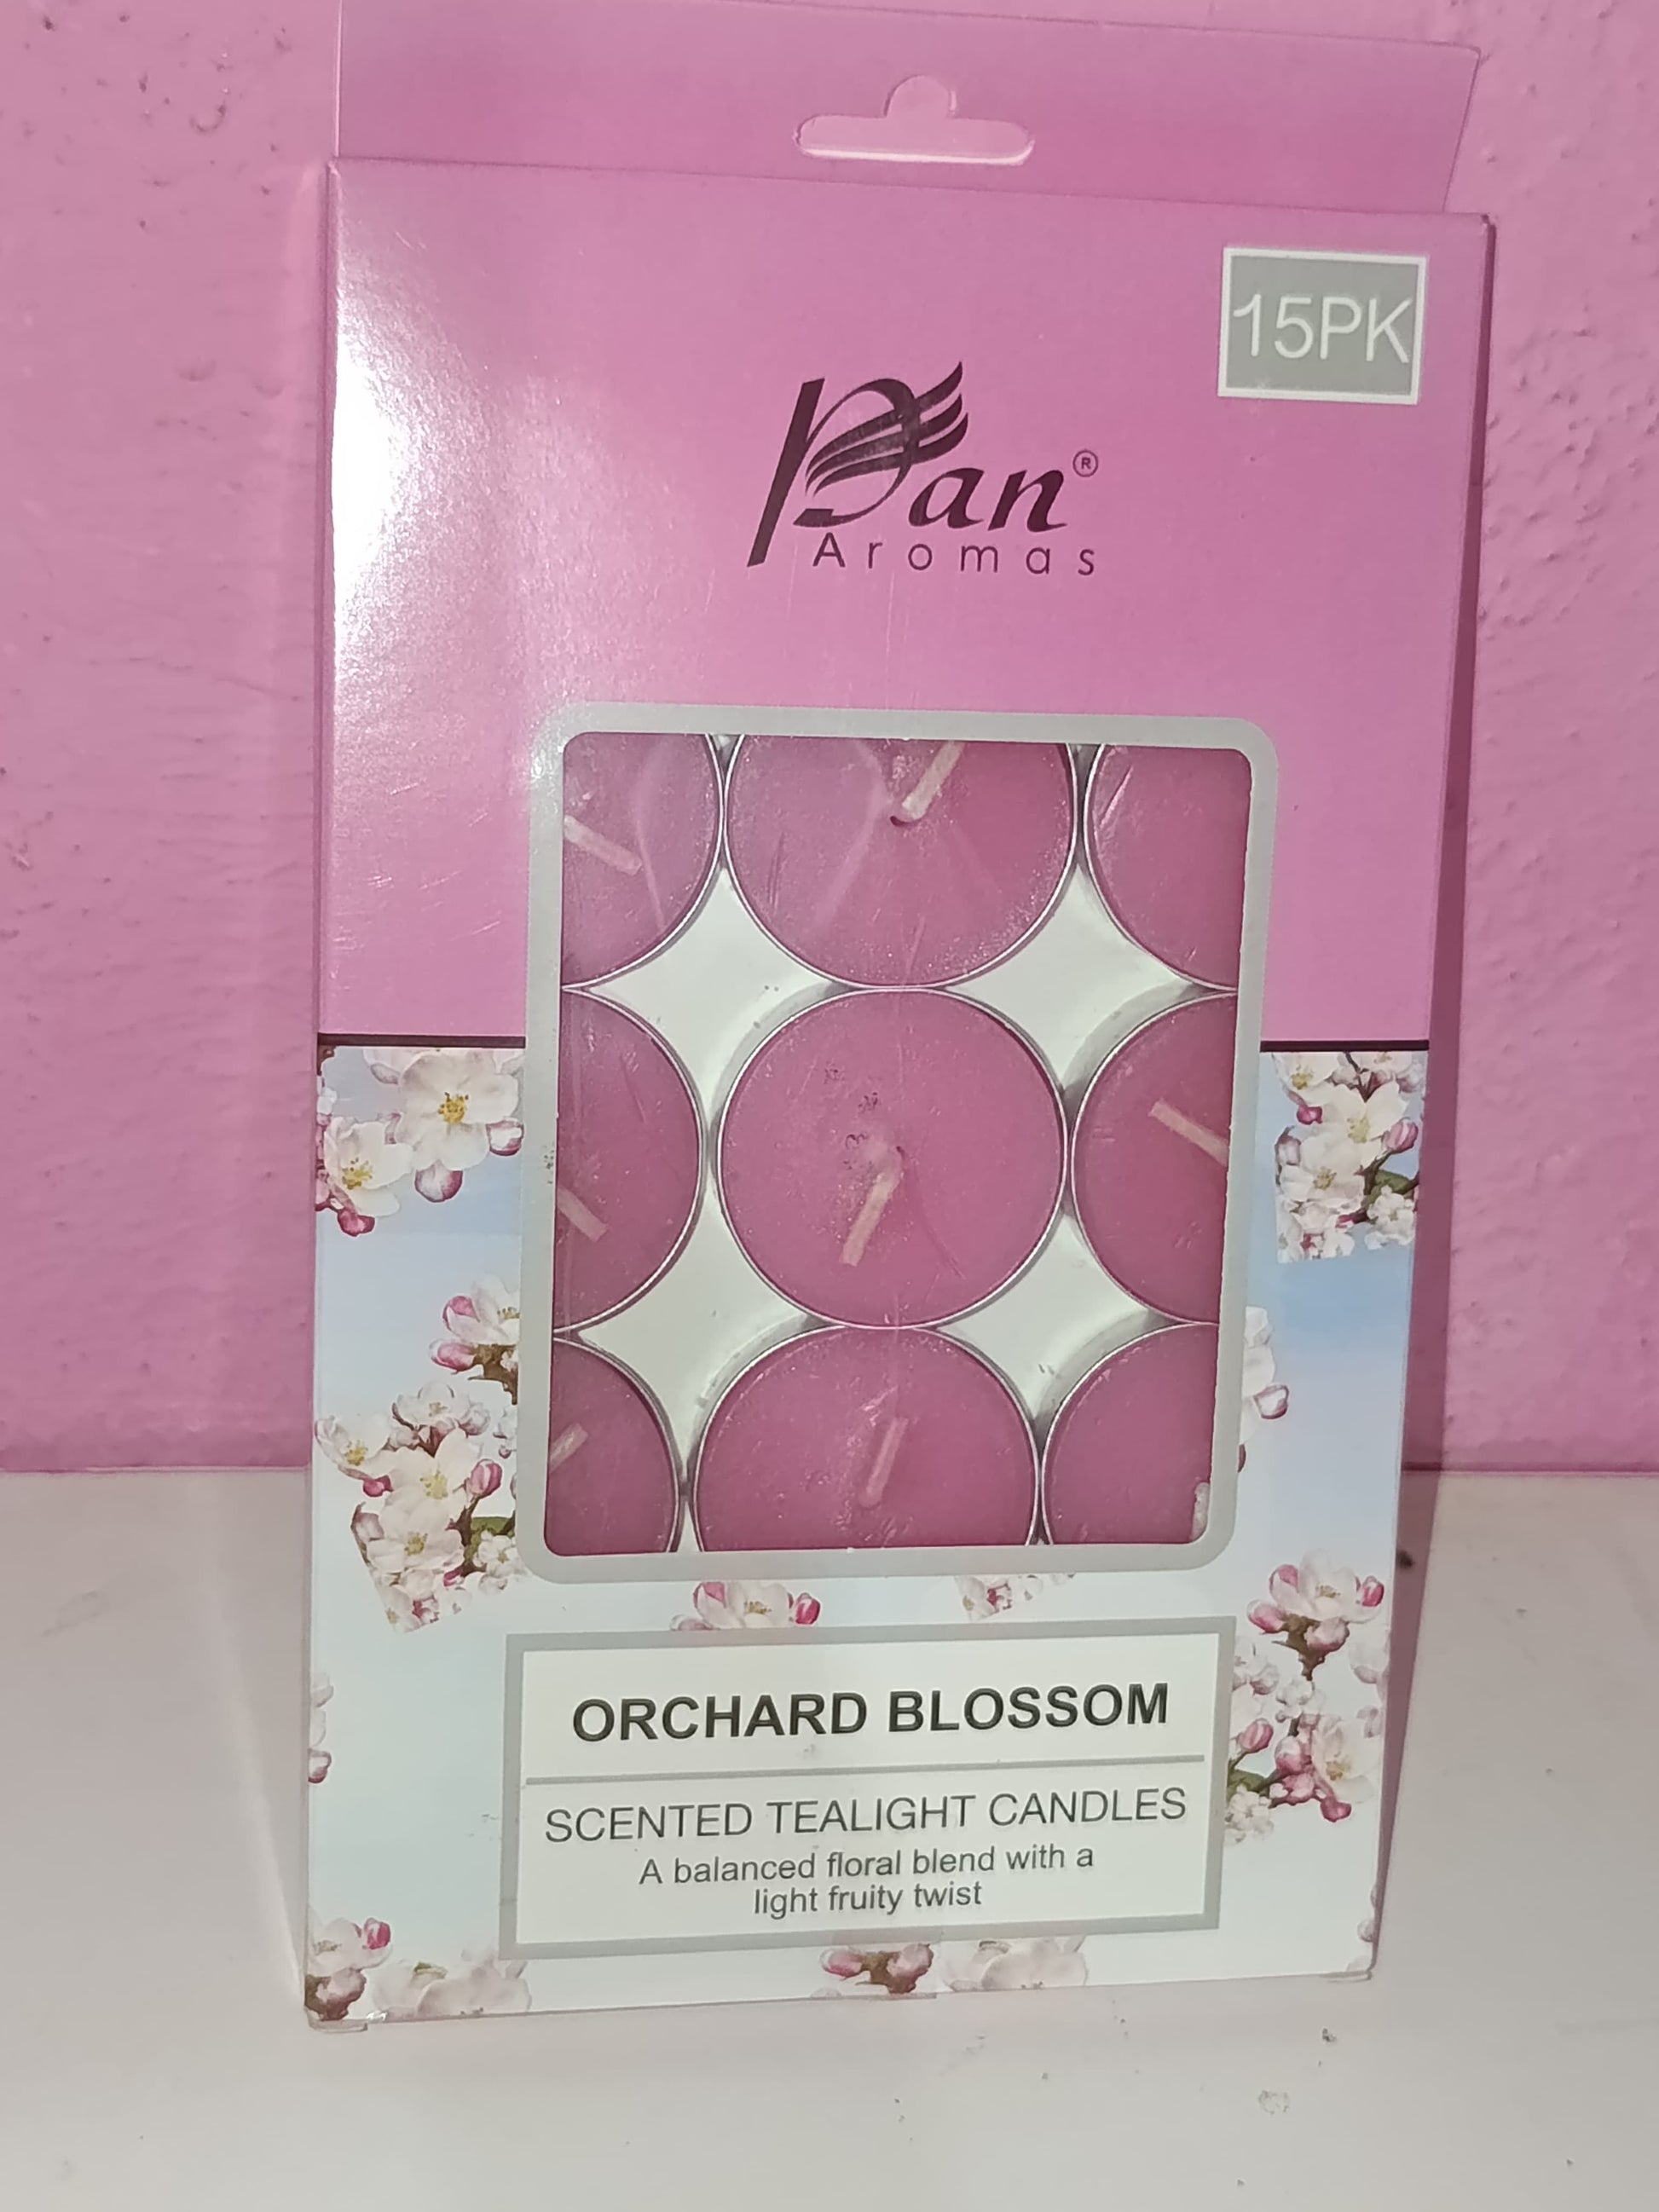 15PK
Pan®
Aromas
ORCHARD BLOSSOM
SCENTED TEALIGHT CANDLES
A balanced floral blend with a
light fruity twist